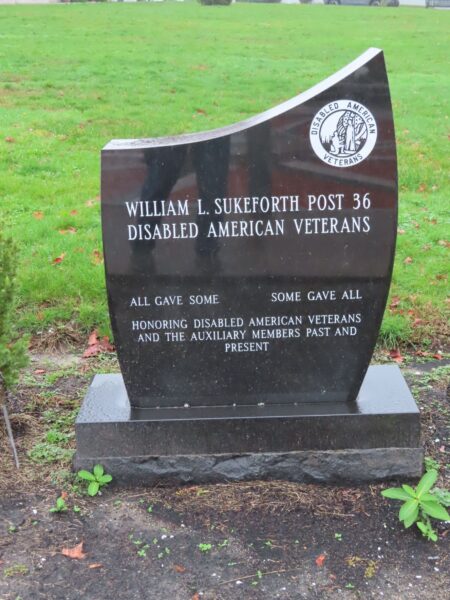 DISABLED AMERICAN
VETERANS
WILLIAM L. SUKEFORTH POST 36
DISABLED AMERICAN VETERANS
ALL GAVE SOME SOME GAVE ALL
HONORING DISABLED AMERICAN VETERANS
AND THE AUXILIARY MEMBERS PAST AND
PRESENT